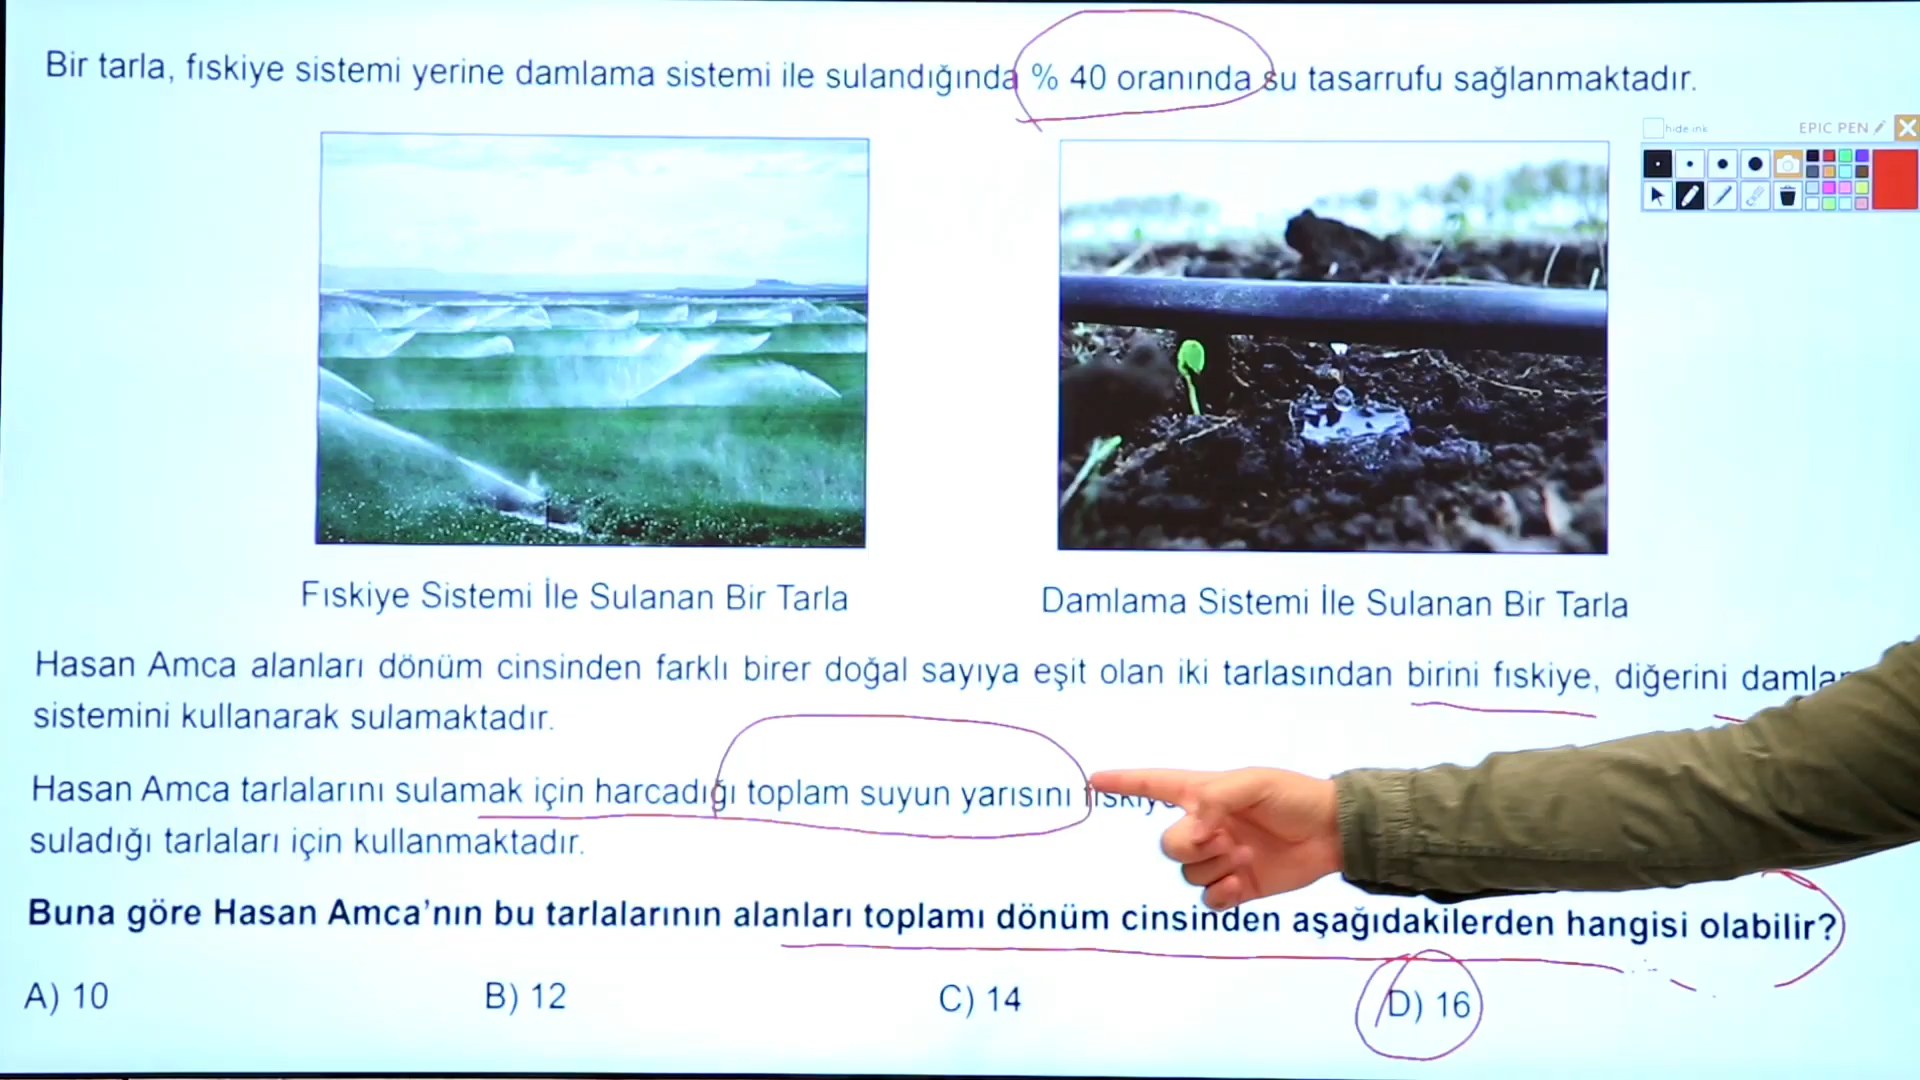 Bir tarla, fıskiye sistemi yerine damlama sistemi ile sulandığında % 40 oranında su tasarrufu sağlanmaktadır.
hide ink EPIC PEN
Fıskiye Sistemi İle Sulanan Bir Tarla
Damlama Sistemi İle Sulanan Bir Tarla
Hasan Amca alanları dönüm cinsinden farklı birer doğal sayıya eşit olan iki tarlasından birini fıskiye, diğerini
sistemini kullanarak sulamaktadır.
Hasan Amca tarlalarını sulamak için harcadığı toplam suyun yarısını
suladığı tarlaları için kullanmaktadır.
Buna göre Hasan Amca'nın bu tarlalarının alanları toplamı dönüm cinsinden aşağıdakilerden hangisi olabilir?
A) 10 B) 12 C) 14 D) 16